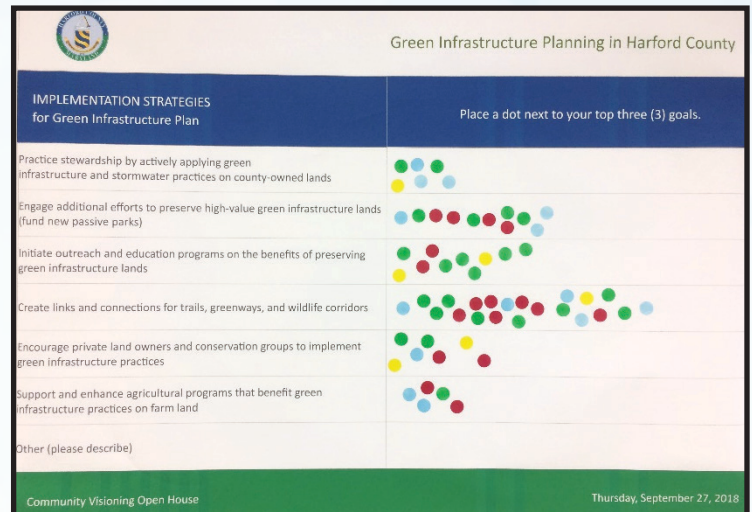 HARFORD COUNTY
MARYLAND
Green Infrastructure Planning in Harford County
IMPLEMENTATION STRATEGIES
for Green Infrastructure Plan
Place a dot next to your top three (3) goals.
Practice stewardship by actively applying green
infrastructure and stormwater practices on county-owned lands
Engage additional efforts to preserve high-value green infrastructure lands
(fund new passive parks)
Initiate outreach and education programs on the benefits of preserving
green infrastructure lands
Create links and connections for trails, greenways, and wildlife corridors
Encourage private land owners and conservation groups to implement
green infrastructure practices
Support and enhance agricultural programs that benefit green
infrastructure practices on farm land
Other (please describe)
Community Visioning Open House
Thursday, September 27, 2018